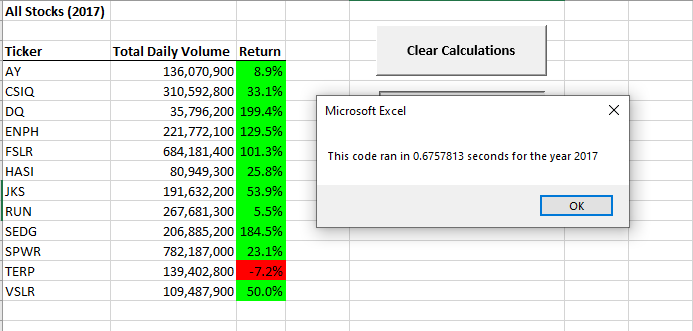 All Stocks (2017)
Ticker Total Daily Volume Return
AY 136,070,900 8.9%
CSIQ 310,592,800 33.1%
DQ 35,796,200 199.4%
ENPH 221,772,100 129.5%
FSLR 684,181,400 101.3%
HASI 80,949,300 25.8%
JKS 191,632,200 53.9%
RUN 267,681,300 5.5%
SEDG 206,885,200 184.5%
SPWR 782,187,000 23.1%
TERP 139,402,800 -7.2%
VSLR 109,487,900 50.0%
Clear Calculations
Microsoft Excel
This code ran in 0.6757813 seconds for the year 2017
OK